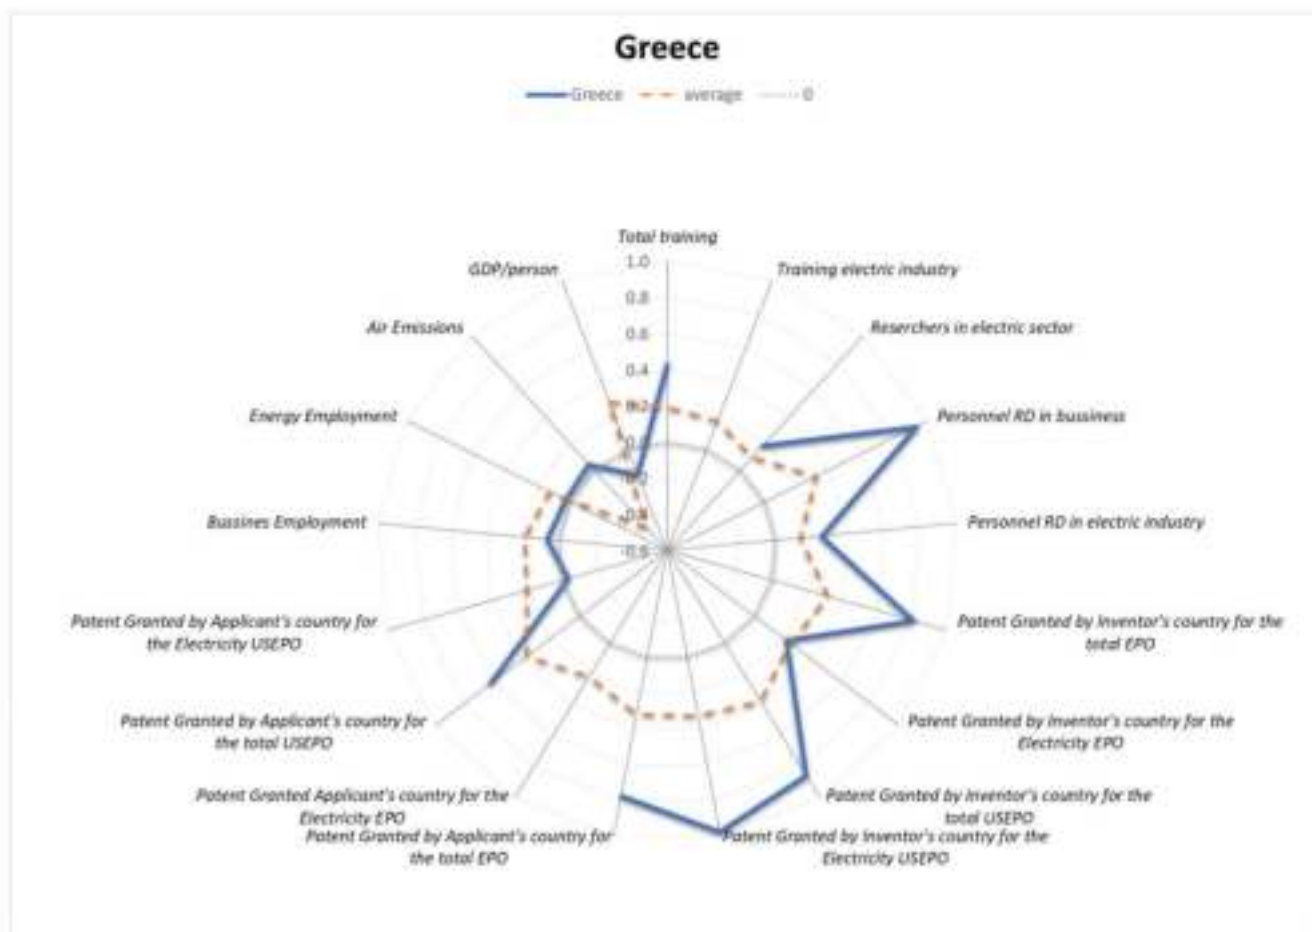 Greece
Greece average 0
Total training
1.0
GDP/person
Training electric industry
0.8
Air Emissions
Reserchers in electric sector
0.6
0.4
Energy Employment
0.2
Personnel RD in bussiness
Bussines Employment
Personnel RD in electric industry
Patent Granted by Applicant's country for
the Electricity USEPO
Patent Granted by Inventor's country for the
total EPO
Patent Granted by Applicant's country for
the total USEPO
Patent Granted by Inventor's country for the
Electricity EPO
Patent Granted Applicant's country for the
Electricity EPO
Patent Granted by Inventor's country for the
total USEPO
Patent Granted by Applicant's country for
the total EPO
Patent Granted by Inventor's country for the
Electricity USEPO